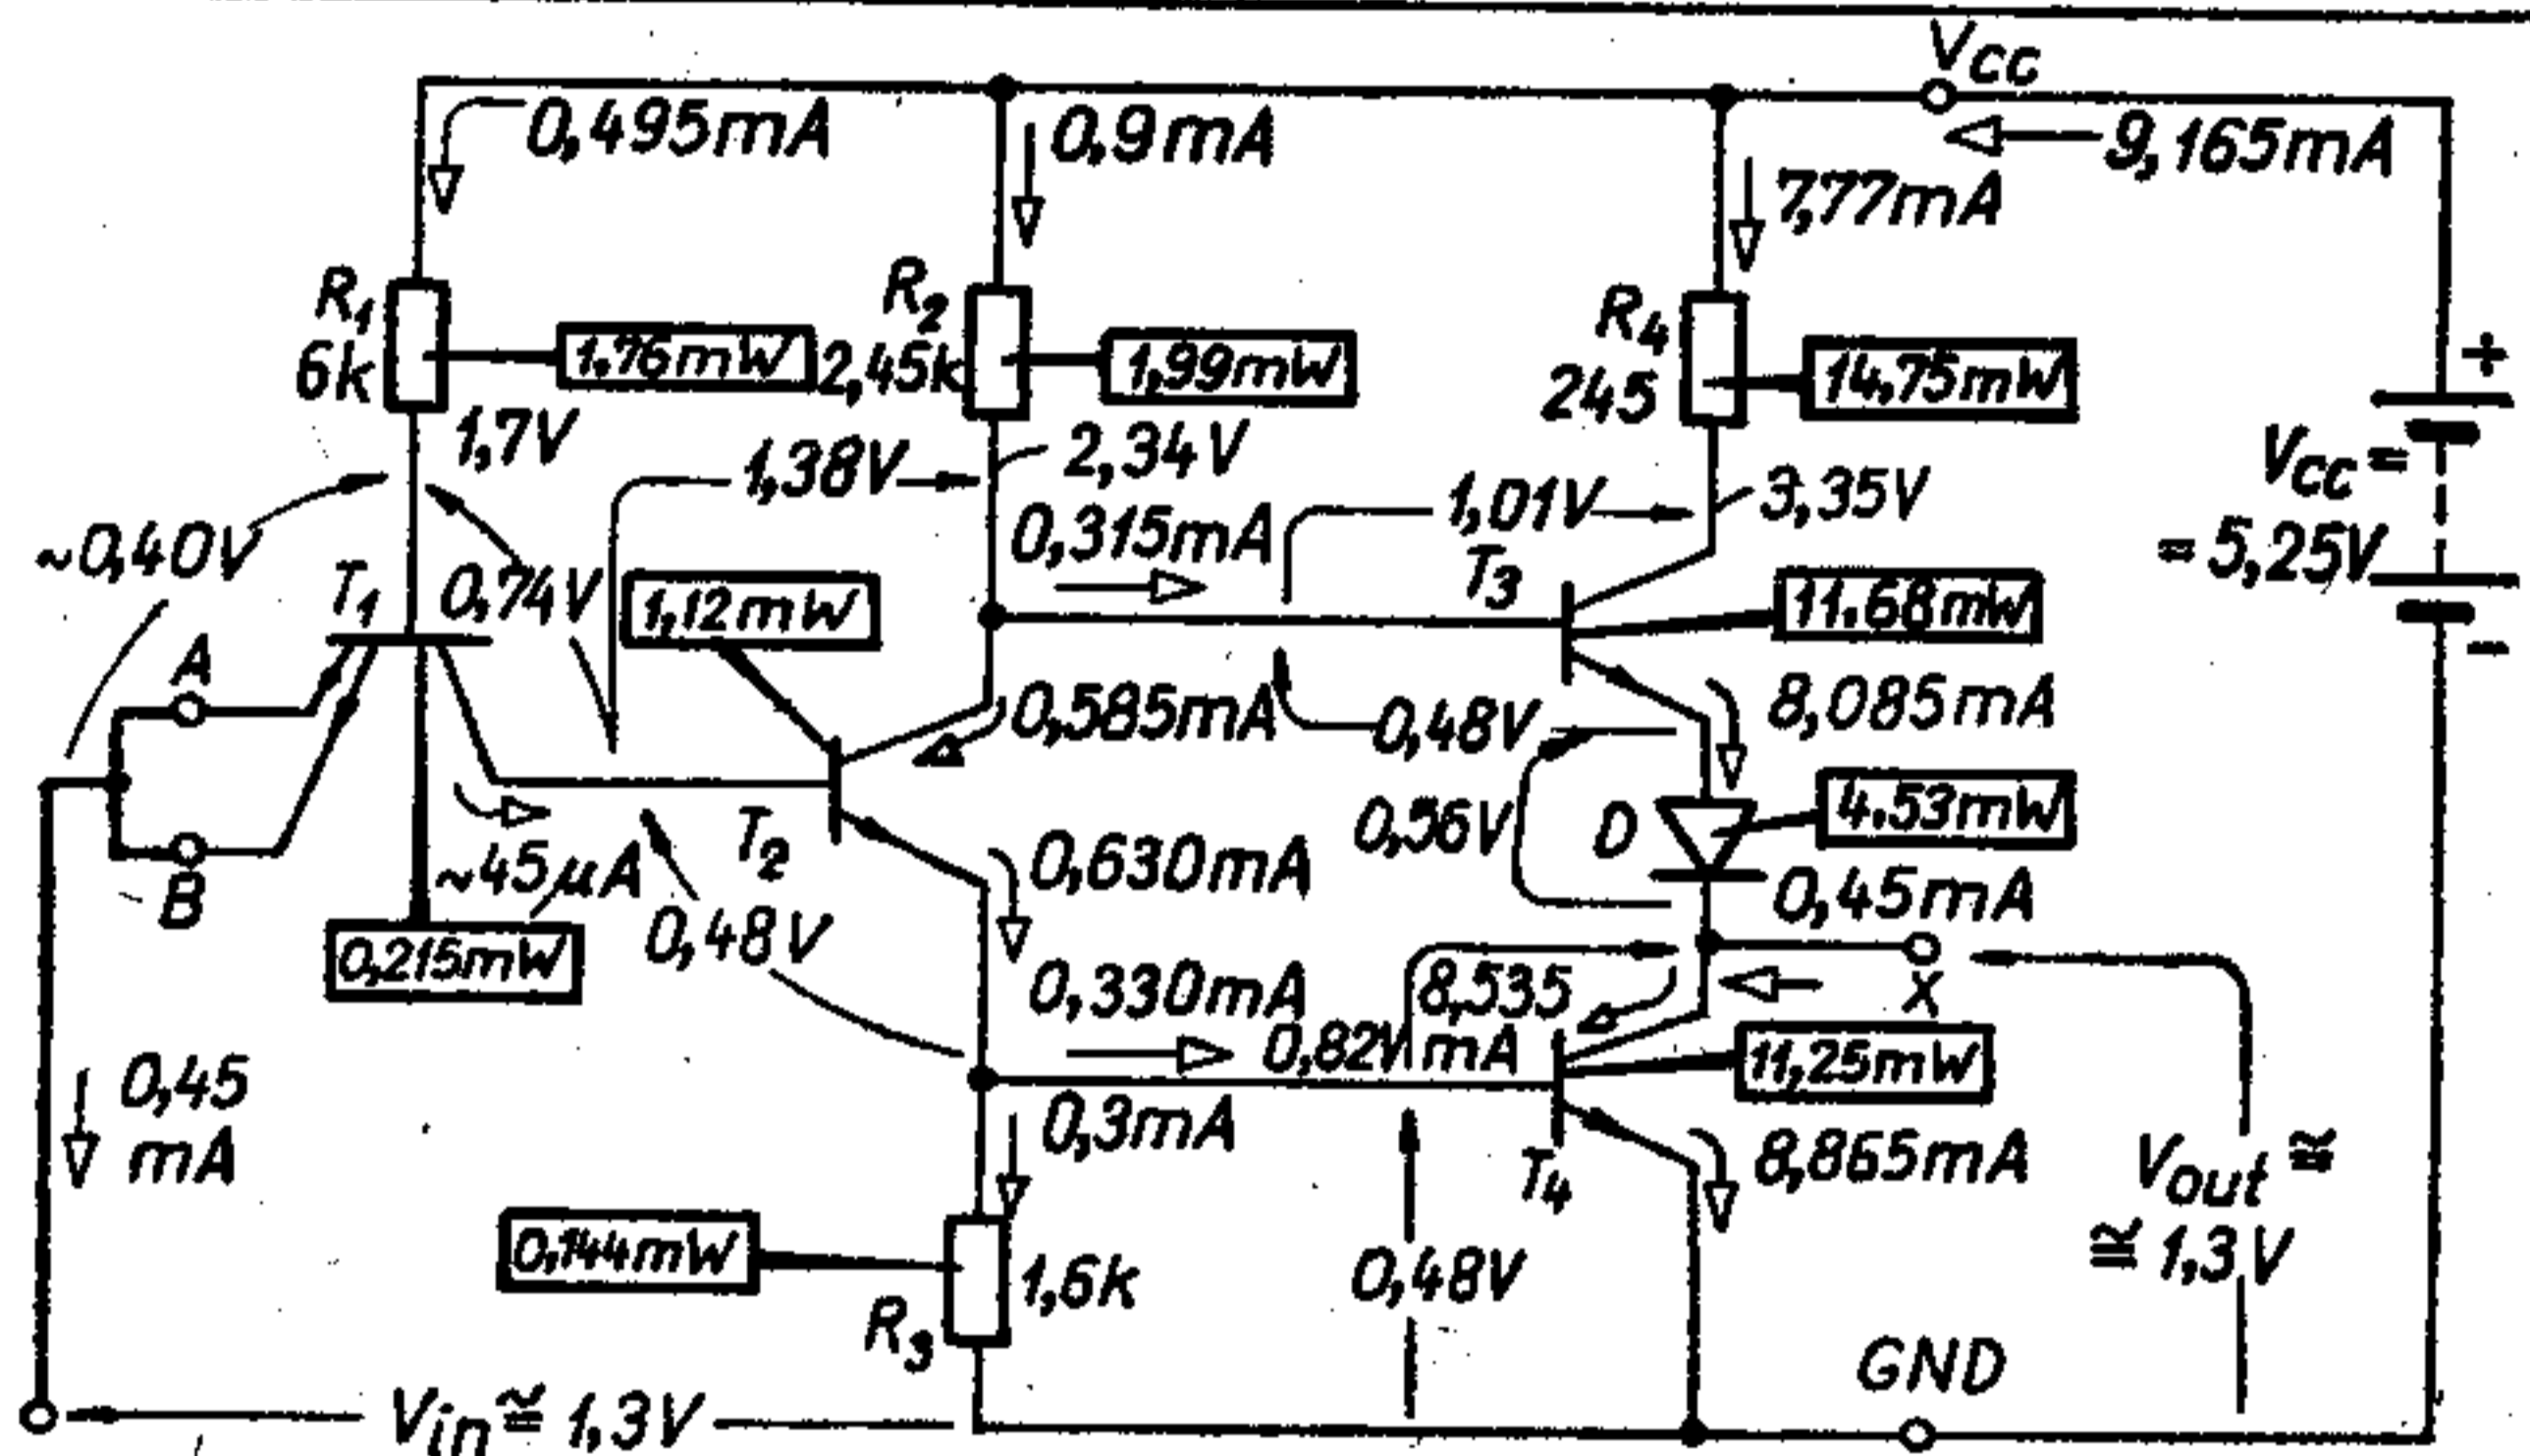 Vcc
0,495mA
0,9mA
9,165mA
7,77mA
R1
6k
1,76mW
R2
2,45k
1,99mW
R4
245
14,75mW
+
1,7V
1,38V
2,34V
Vcc =
= 5,25V
~0,40V
0,315mA
1,01V
3,35V
T1
0,74V
1,12mW
T3
11.68mW
-
A
0,585mA
0,48V
8,085mA
0,56V
D
4.53mW
B
~45µA
T2
0,630mA
0,45mA
0,215mW
0,48V
0,330mA
8,535
mA
0,82V
X
11,25mW
0,45
mA
0,3mA
T4
8,865mA
Vout ≅
≅ 1,3V
0,144mW
R3
1,6k
0,48V
GND
Vin ≅ 1,3V